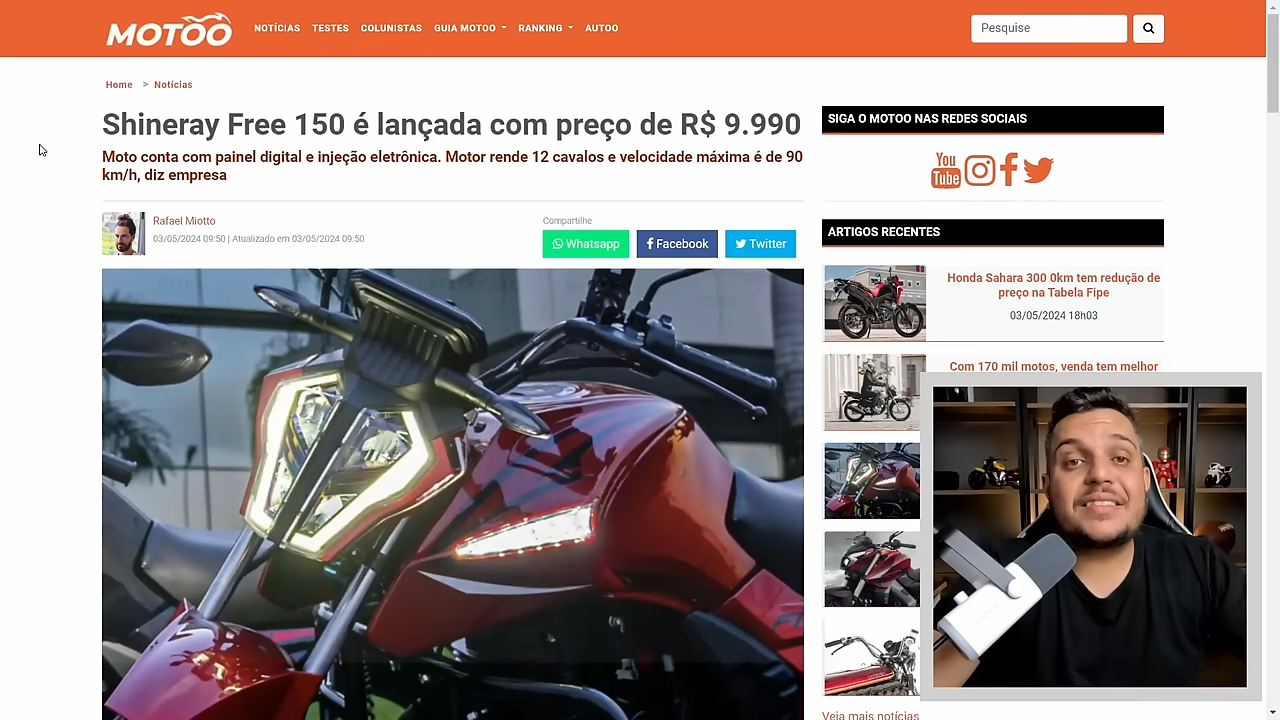 MOTOO
NOTÍCIAS TESTES COLUNISTAS GUIA MOTOO RANKING AUTOO
Pesquise
Home > Notícias
Shineray Free 150 é lançada com preço de R$ 9.990
Moto conta com painel digital e injeção eletrônica. Motor rende 12 cavalos e velocidade máxima é de 90
km/h, diz empresa
Rafael Miotto
03/05/2024 09:50 | Atualizado em 03/05/2024 09:50
Compartilhe
Whatsapp
Facebook
Twitter
SIGA O MOTOO NAS REDES SOCIAIS
You
Tube
ARTIGOS RECENTES
Honda Sahara 300 0km tem redução de
preço na Tabela Fipe
03/05/2024 18h03
Com 170 mil motos, venda tem melhor
Veja mais notícias